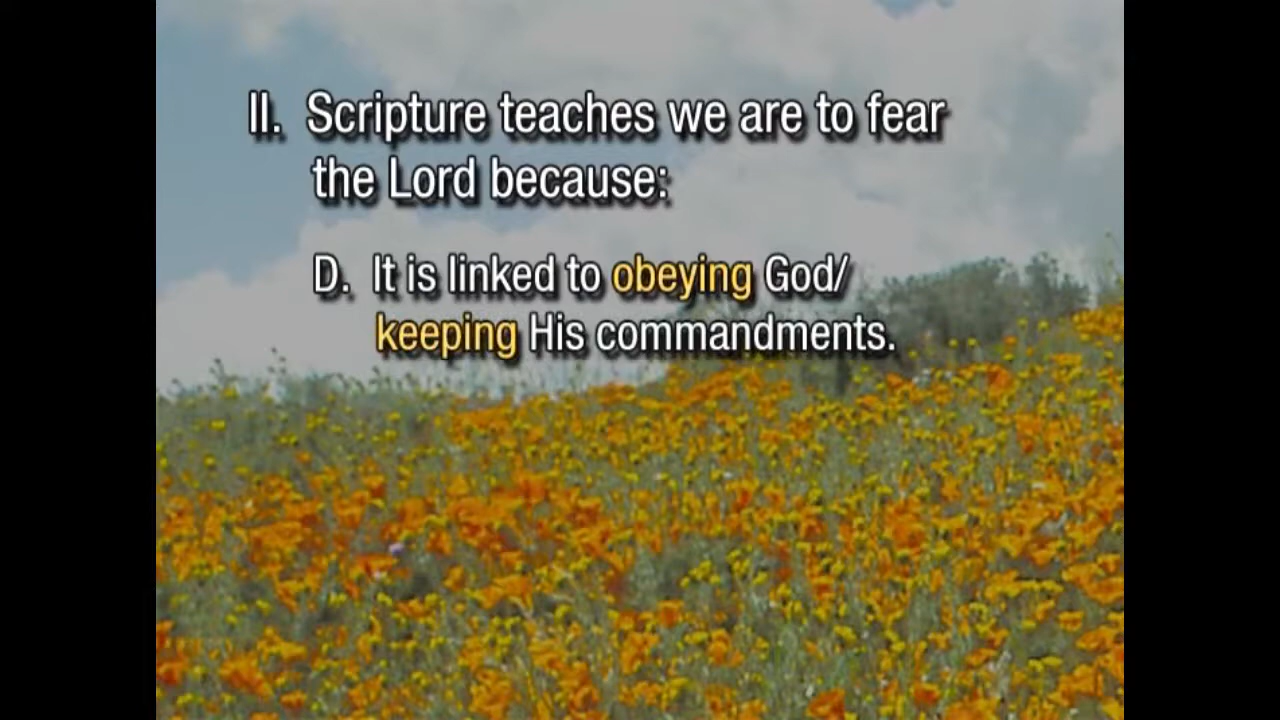 II. Scripture teaches we are to fear
the Lord because:
D. It is linked to obeying God/
keeping His commandments.